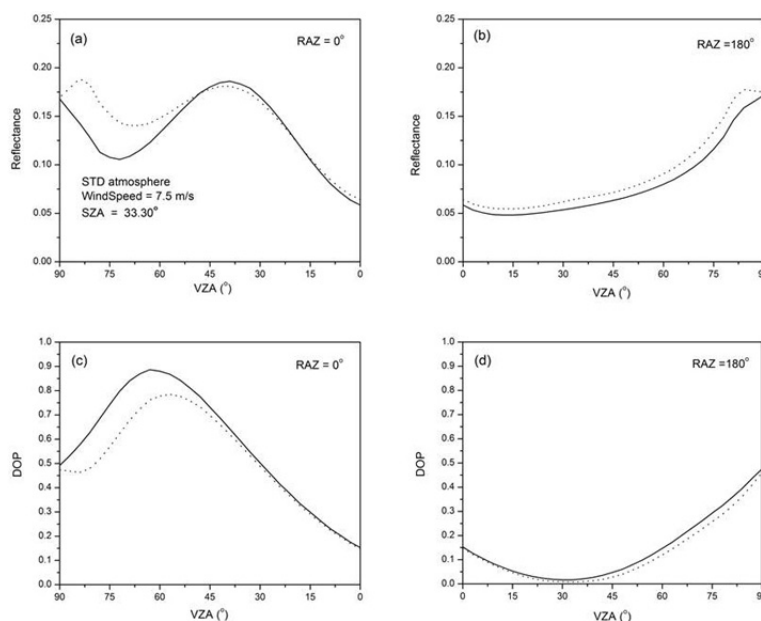 (a)
RAZ = 0°
0.25
0.20
0.15
0.10
0.05
0.00
Reflectance
STD atmosphere
WindSpeed = 7.5 m/s
SZA = 33.30°
90 75 60 45 30 15 0
VZA (°)
(b)
RAZ =180°
0.25
0.20
0.15
0.10
0.05
0.00
Reflectance
0 15 30 45 60 75 90
VZA (°)
(c)
RAZ = 0°
1.0
0.9
0.8
0.7
0.6
0.5
0.4
0.3
0.2
0.1
0.0
DOP
90 75 60 45 30 15 0
VZA (°)
(d)
RAZ =180°
1.0
0.9
0.8
0.7
0.6
0.5
0.4
0.3
0.2
0.1
0.0
DOP
0 15 30 45 60 75 90
VZA (°)